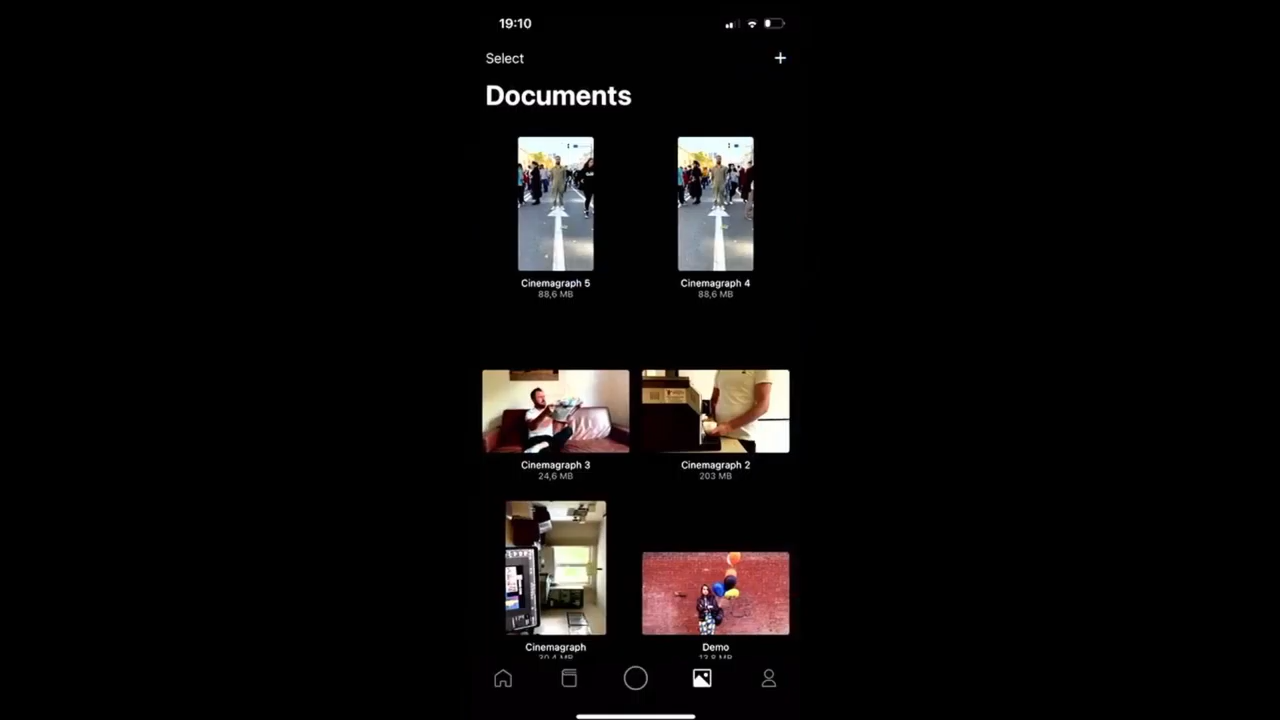 19:10
Select
+
Documents
Cinemagraph 5
88,6 MB
Cinemagraph 4
88,6 MB
Cinemagraph 3
24,6 MB
Cinemagraph 2
203 MB
Cinemagraph
Demo